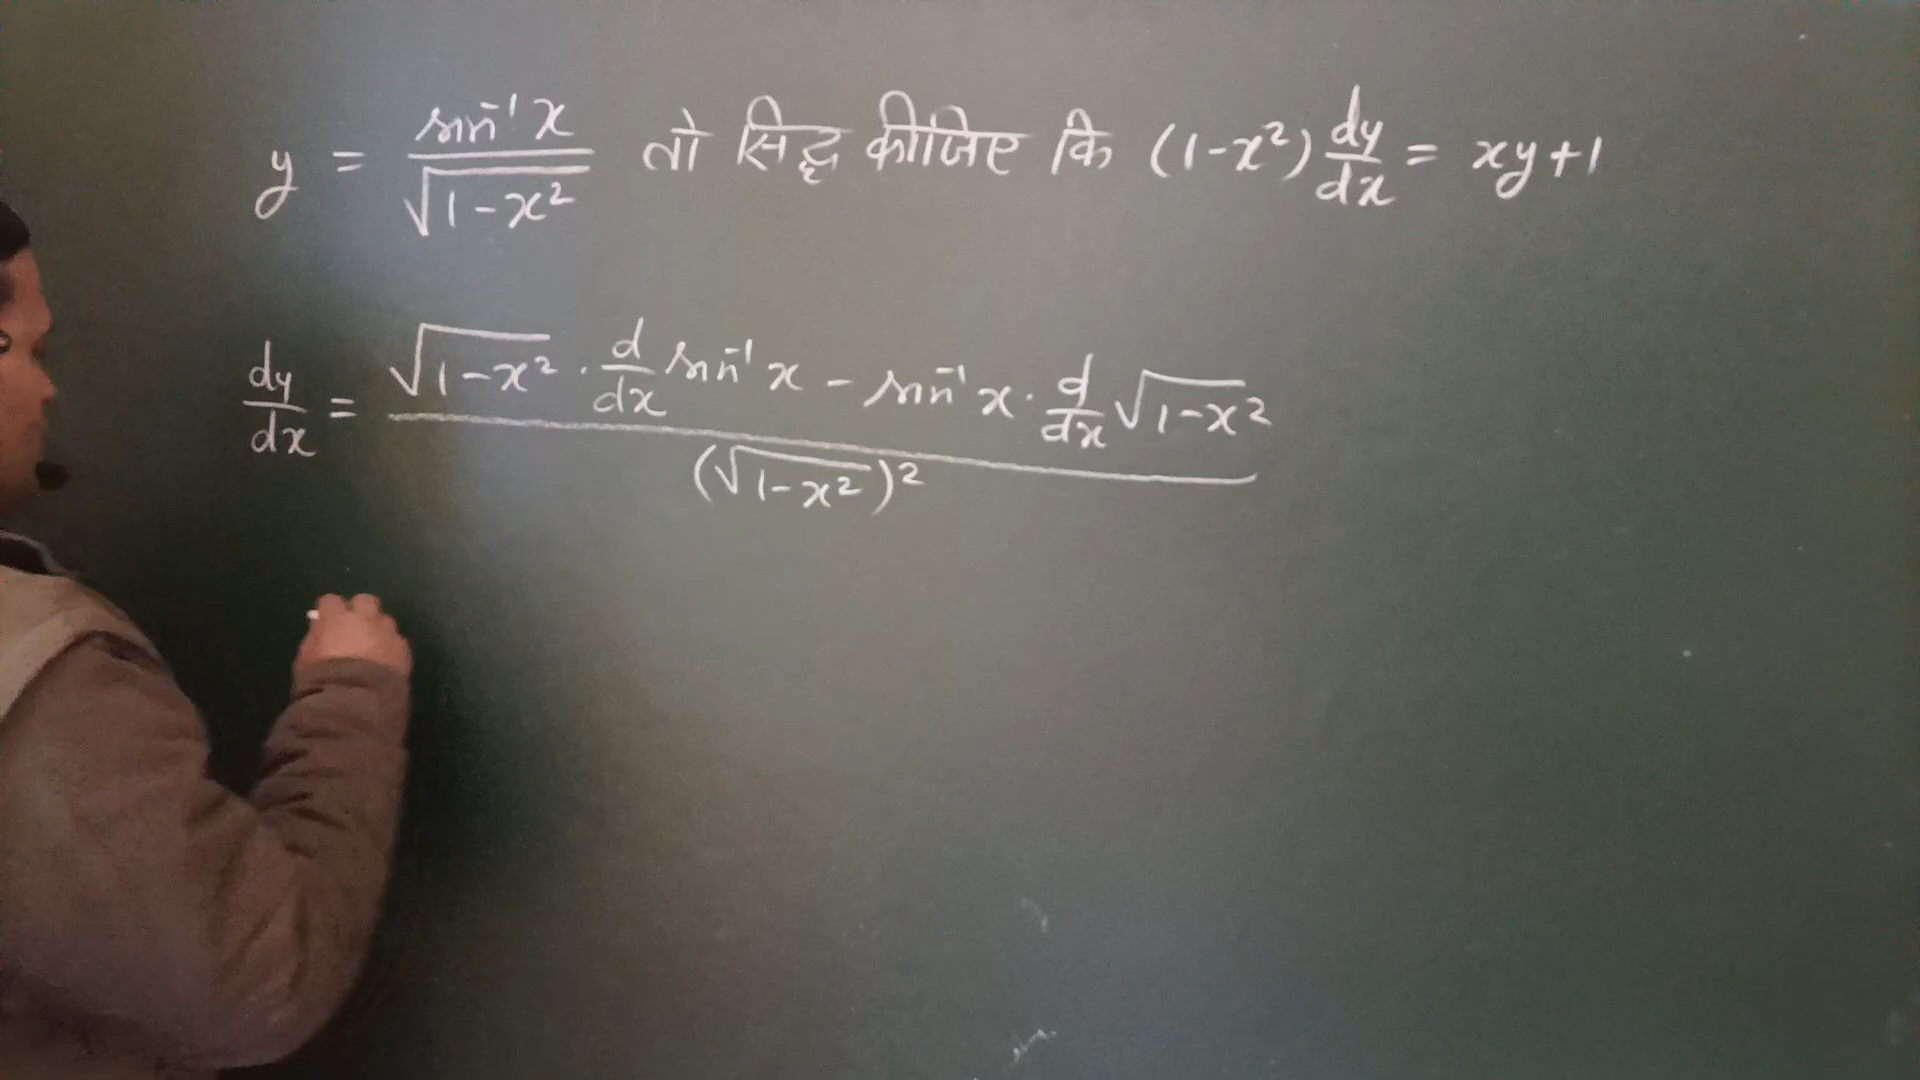 y = sin⁻¹x / √(1-x²) तो सिद्ध कीजिए कि (1-x²) dy/dx = xy+1
dy/dx = (√(1-x²) · d/dx sin⁻¹x - sin⁻¹x · d/dx √(1-x²)) / (√(1-x²))²